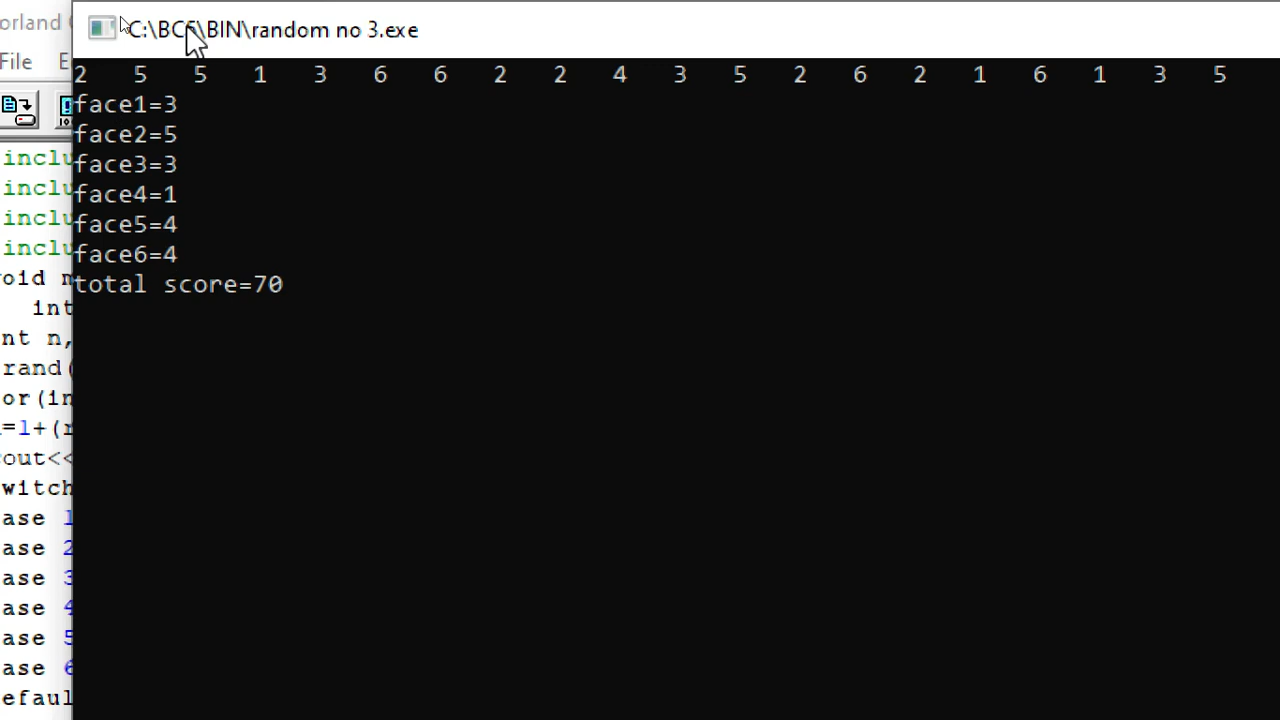 orland
C:\BC5\BIN\random no 3.exe
File E
2 5 5 1 3 6 6 2 2 4 3 5 2 6 2 1 6 1 3 5
face1=3
face2=5
face3=3
face4=1
face5=4
face6=4
total score=70
inclu
inclu
inclu
inclu
oid m
int
nt n,
rand(
or(in
=1+(r
cout<<
witch
ase 1
ase 2
ase 3
ase 4
ase 5
ase 6
efaul